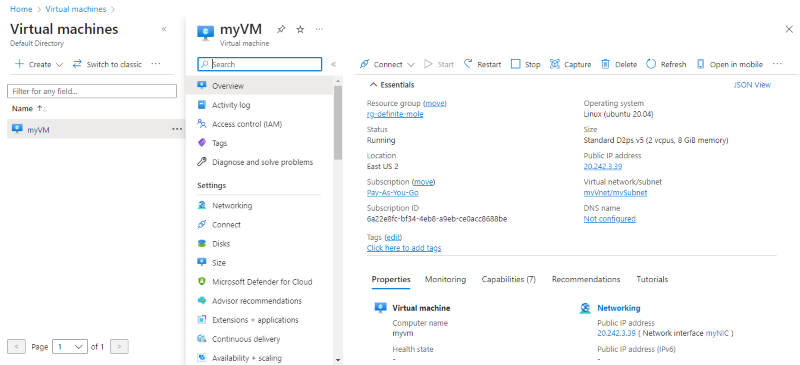 Home > Virtual machines >
Virtual machines «
Default Directory
+ Create Switch to classic ...
Filter for any field...
Name ↑↓
myVM ...
< Page 1 of 1 >
myVM ...
Virtual machine
Search «
Overview
Activity log
Access control (IAM)
Tags
Diagnose and solve problems
Settings
Networking
Connect
Disks
Size
Microsoft Defender for Cloud
Advisor recommendations
Extensions + applications
Continuous delivery
Availability + scaling
Connect Start Restart Stop Capture Delete Refresh Open in mobile ...
Essentials JSON View
Resource group (move)
rg-definite-mole
Status
Running
Location
East US 2
Subscription (move)
Pay-As-You-Go
Subscription ID
6a22e8fc-bf34-4eb8-a9eb-ce0acc8688be
Operating system
Linux (ubuntu 20.04)
Size
Standard D2ps v5 (2 vcpus, 8 GiB memory)
Public IP address
20.242.3.39
Virtual network/subnet
myVnet/mySubnet
DNS name
Not configured
Tags (edit)
Click here to add tags
Properties Monitoring Capabilities (7) Recommendations Tutorials
Virtual machine
Computer name
myvm
Health state
-
Networking
Public IP address
20.242.3.39 ( Network interface myNIC )
Public IP address (IPv6)
-